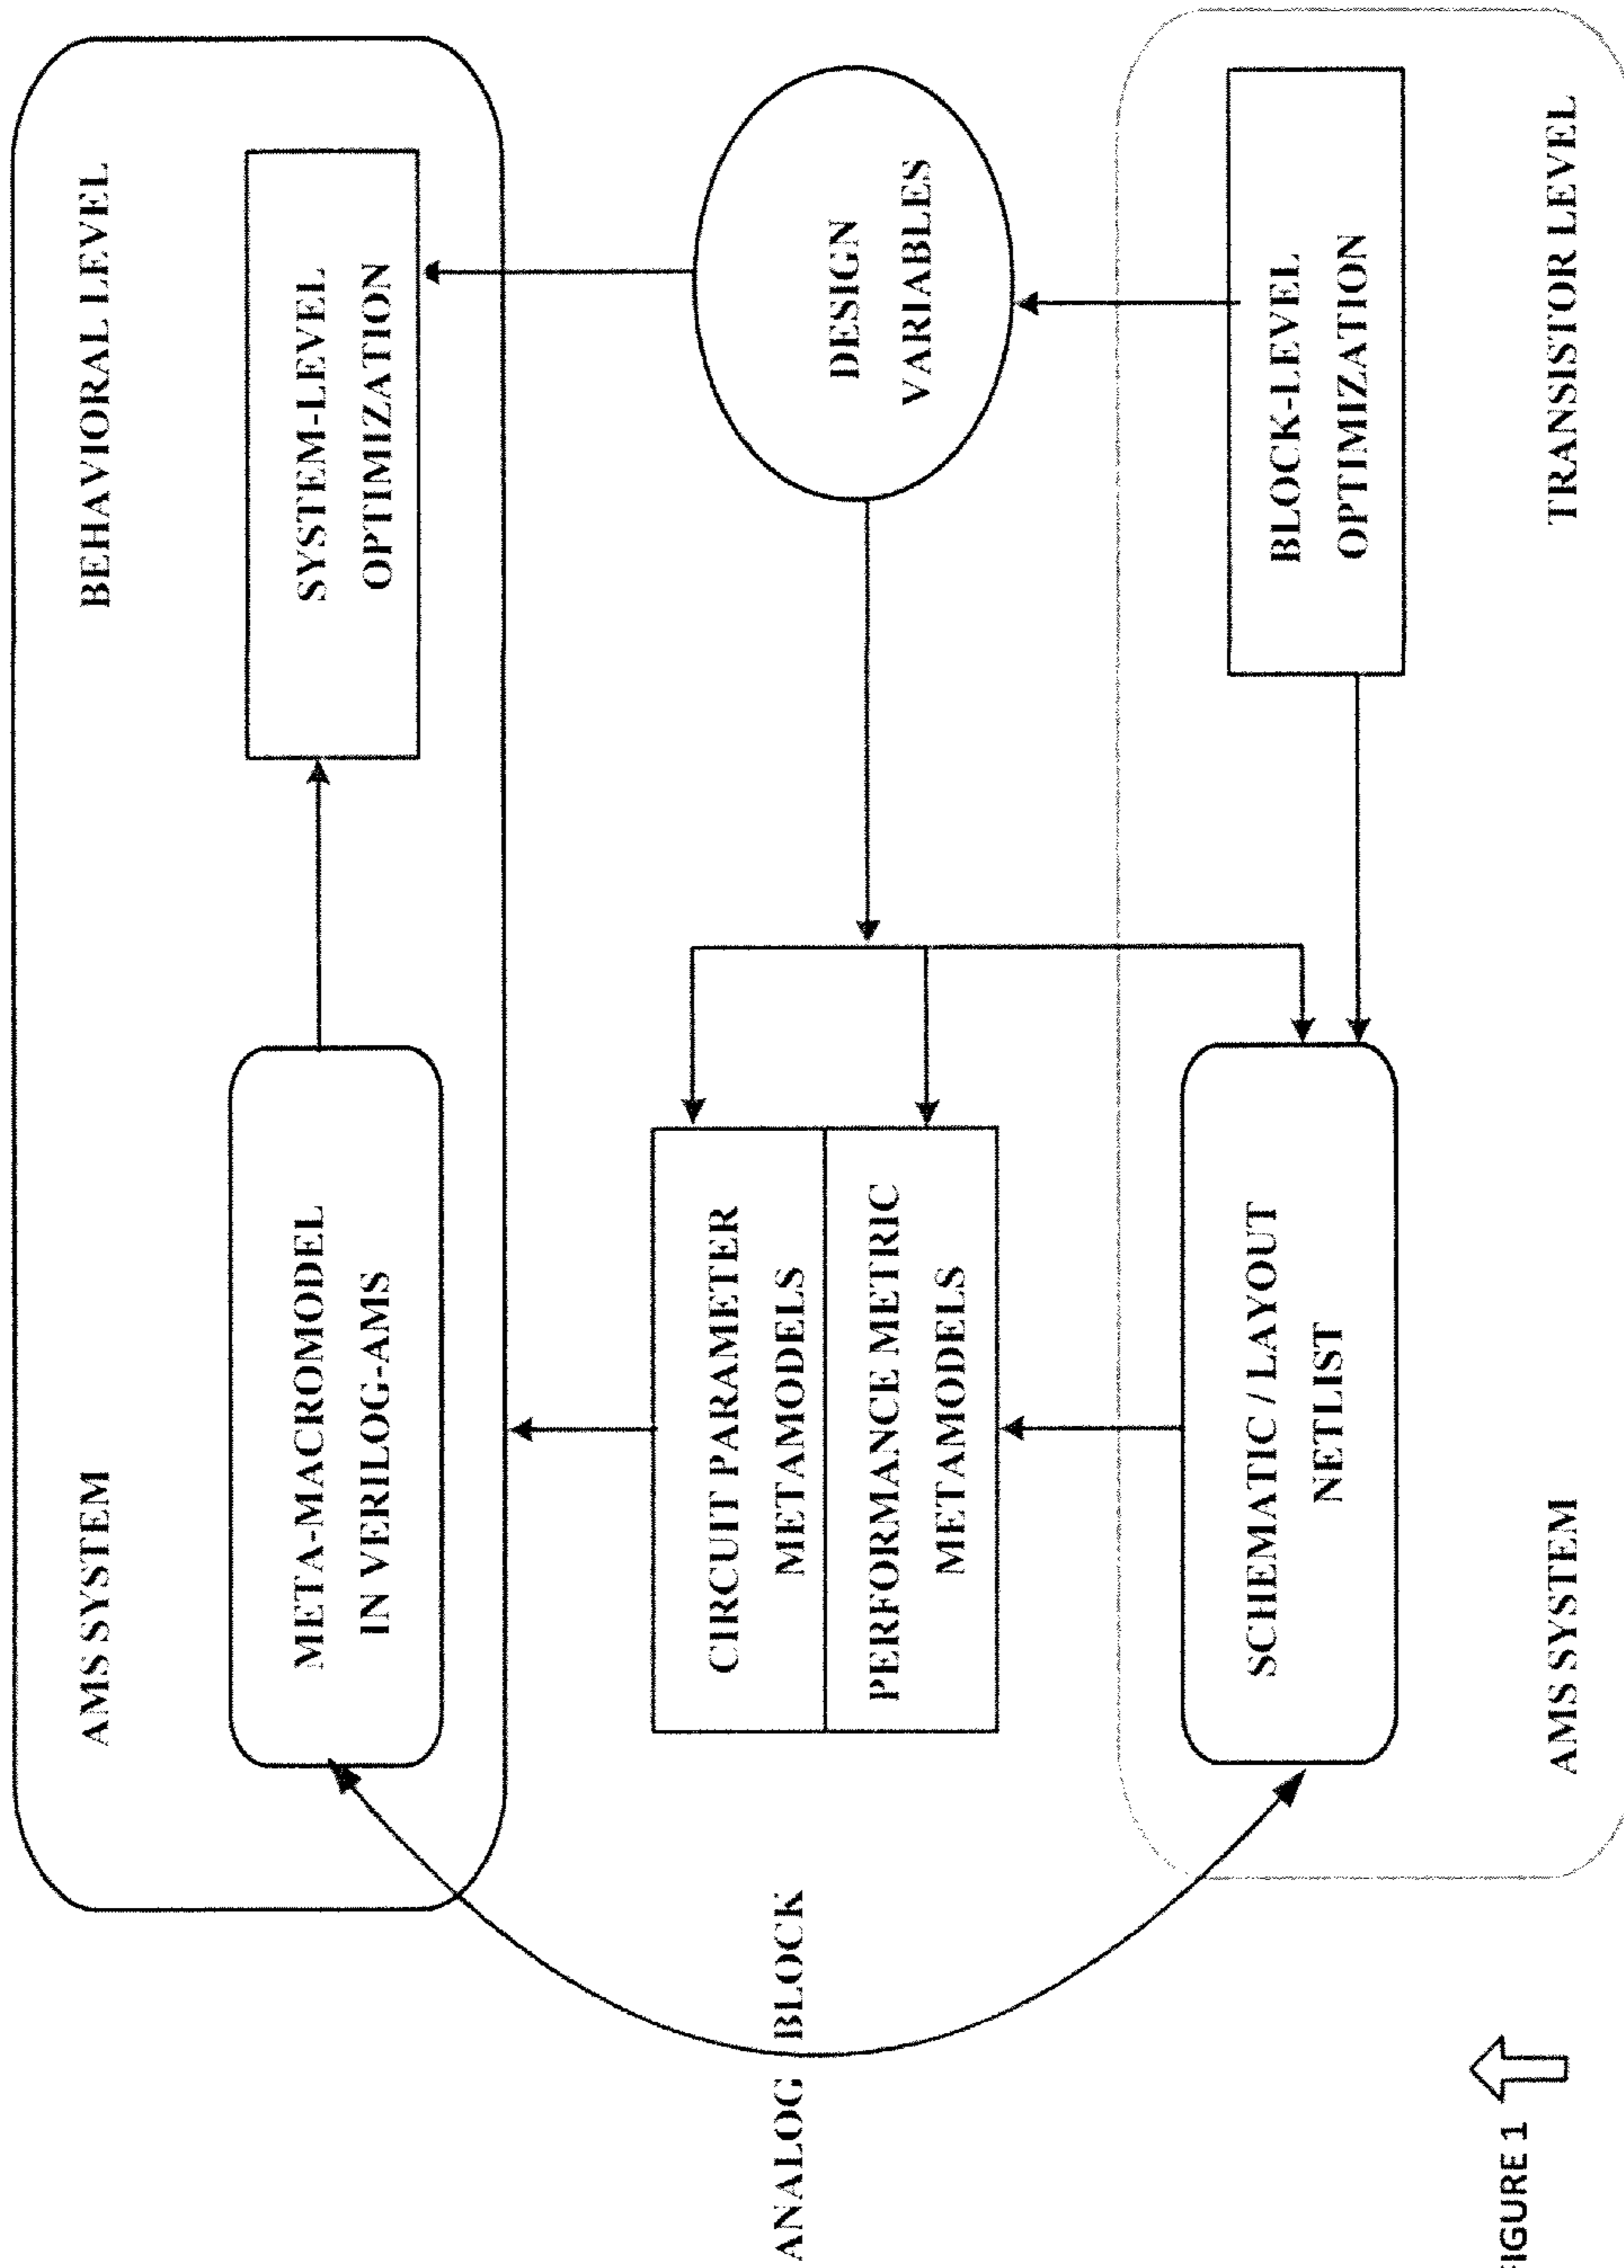 AMS SYSTEM
BEHAVIORAL LEVEL
META-MACROMODEL
IN VERILOG-AMS
SYSTEM-LEVEL
OPTIMIZATION
ANALOG BLOCK
CIRCUIT PARAMETER
METAMODELS
PERFORMANCE METRIC
METAMODELS
DESIGN
VARIABLES
SCHEMATIC / LAYOUT
NETLIST
BLOCK-LEVEL
OPTIMIZATION
AMS SYSTEM
TRANSISTOR LEVEL
FIGURE 1